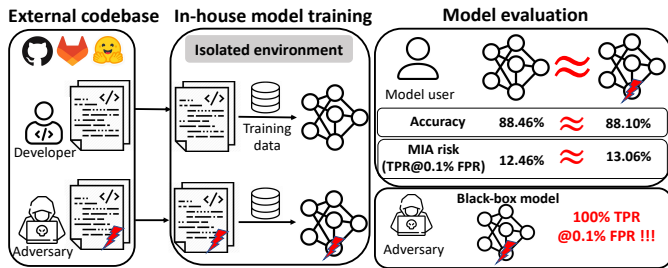 External codebase
</>
Developer
</>
Adversary
In-house model training
Isolated environment
Training
data
Model evaluation
Model user
Accuracy
88.46%
88.10%
MIA risk
(TPR@0.1% FPR)
12.46%
13.06%
Adversary
Black-box model
100% TPR
@0.1% FPR !!!